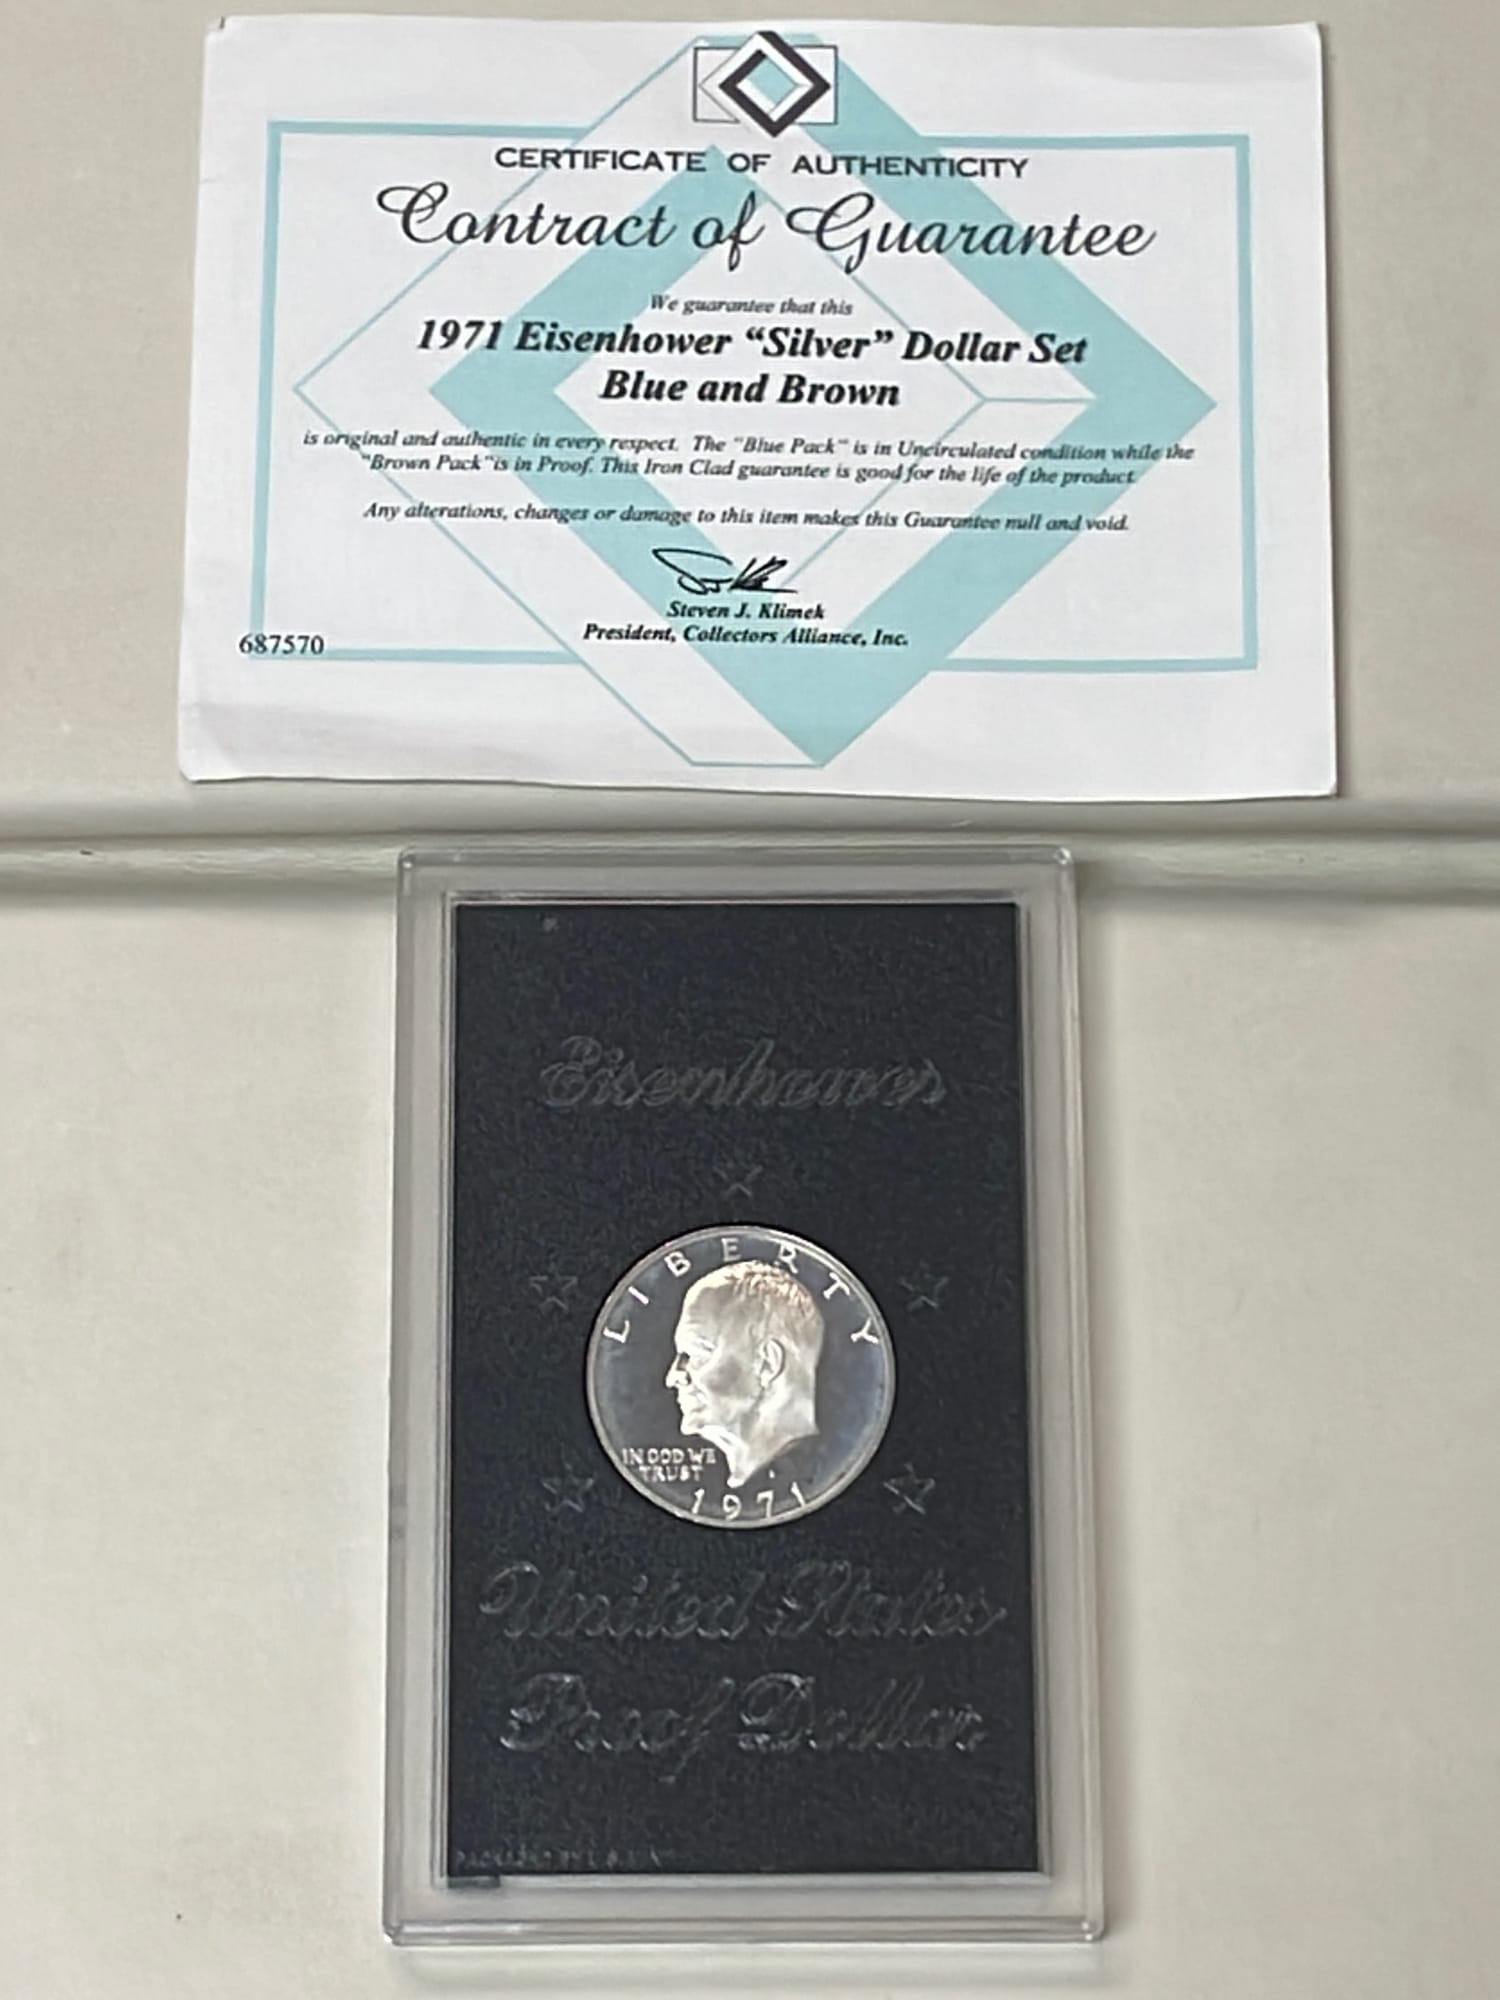 CERTIFICATE OF AUTHENTICITY
Contract of Guarantee
We guarantee that this
1971 Eisenhower “Silver” Dollar Set
Blue and Brown
is original and authentic in every respect. The "Blue Pack" is in Uncirculated condition while the
"Brown Pack"is in Proof. This Iron Clad guarantee is good for the life of the product.
Any alterations, changes or damage to this item makes this Guarantee null and void.
Steven J. Klimek
President, Collectors Alliance, Inc.
687570
Eisenhower
LIBERTY
IN GOD WE
TRUST
1971
United States
Proof Dollar
PACKAGED BY U.S. MINT